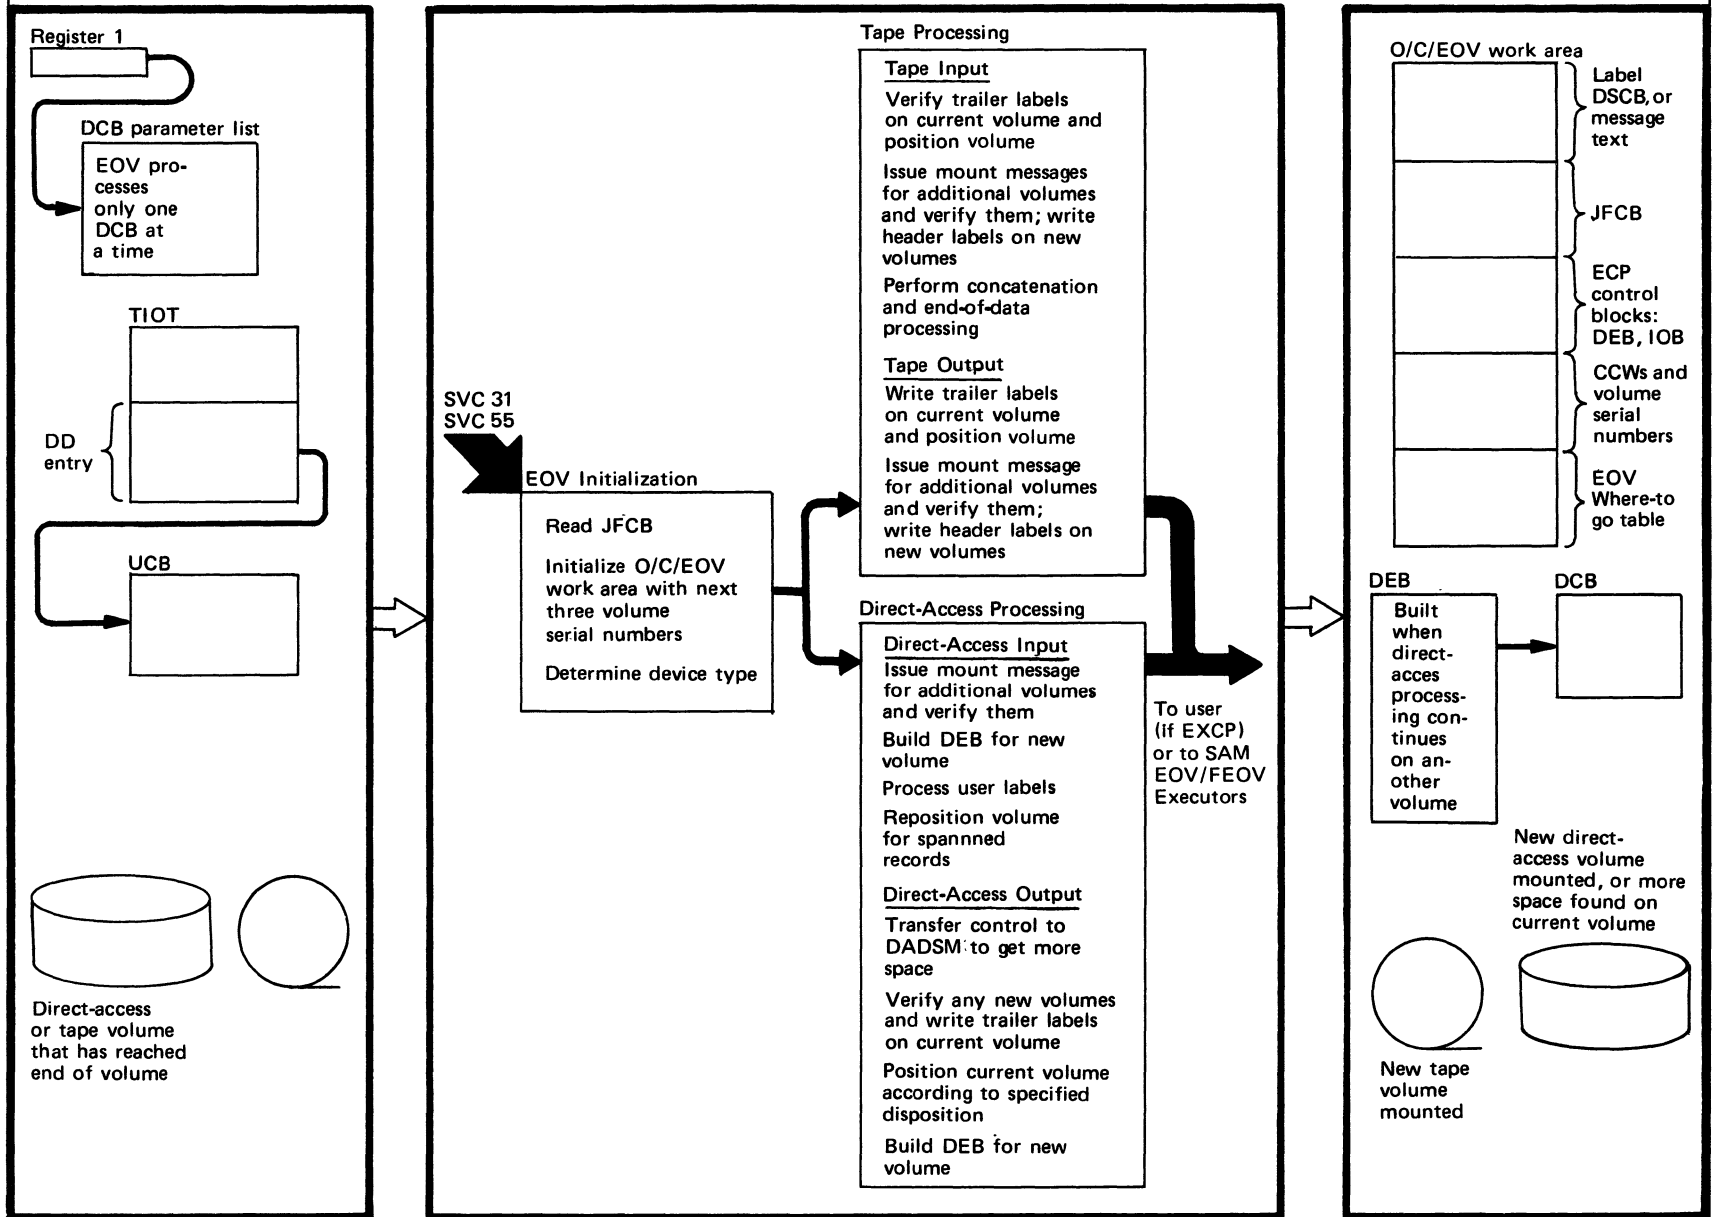 Register 1
DCB parameter list
EOV pro-
cesses
only one
DCB at
a time
TIOT
DD
entry
UCB
Direct-access
or tape volume
that has reached
end of volume
SVC 31
SVC 55
EOV Initialization
Read JFCB
Initialize O/C/EOV
work area with next
three volume
serial numbers
Determine device type
Tape Processing
Tape Input
Verify trailer labels
on current volume and
position volume
Issue mount messages
for additional volumes
and verify them; write
header labels on new
volumes
Perform concatenation
and end-of-data
processing
Tape Output
Write trailer labels
on current volume
and position volume
Issue mount message
for additional volumes
and verify them;
write header labels on
new volumes
Direct-Access Processing
Direct-Access Input
Issue mount message
for additional volumes
and verify them
Build DEB for new
volume
Process user labels
Reposition volume
for spannned
records
Direct-Access Output
Transfer control to
DADSM to get more
space
Verify any new volumes
and write trailer labels
on current volume
Position current volume
according to specified
disposition
Build DEB for new
volume
To user
(if EXCP)
or to SAM
EOV/FEOV
Executors
O/C/EOV work area
Label
DSCB, or
message
text
JFCB
ECP
control
blocks:
DEB, IOB
CCWs and
volume
serial
numbers
EOV
Where-to
go table
DEB
Built
when
direct-
acces
process-
ing con-
tinues
on an-
other
volume
DCB
New direct-
access volume
mounted, or more
space found on
current volume
New tape
volume
mounted